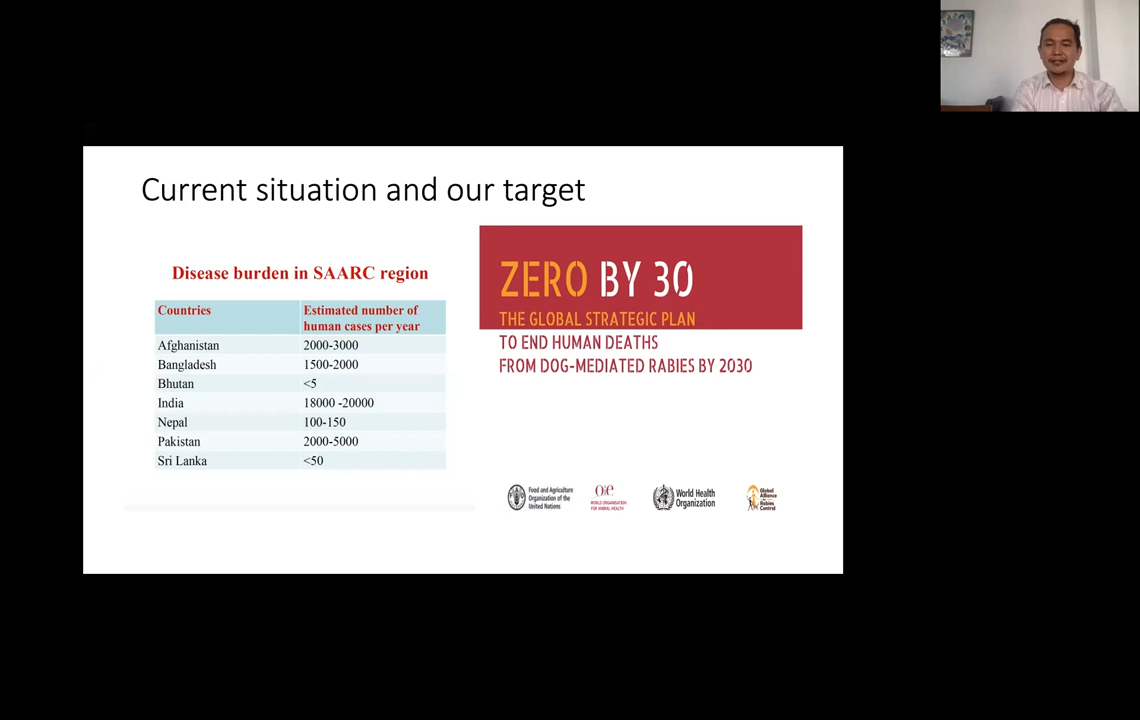 Current situation and our target
Disease burden in SAARC region
Countries Estimated number of
human cases per year
Afghanistan 2000-3000
Bangladesh 1500-2000
Bhutan <5
India 18000 -20000
Nepal 100-150
Pakistan 2000-5000
Sri Lanka <50
ZERO BY 30
THE GLOBAL STRATEGIC PLAN
TO END HUMAN DEATHS
FROM DOG-MEDIATED RABIES BY 2030
Food and Agriculture
Organization of the
United Nations
Oie
WORLD ORGANISATION
FOR ANIMAL HEALTH
World Health
Organization
Global
Alliance
for
Rabies
Control